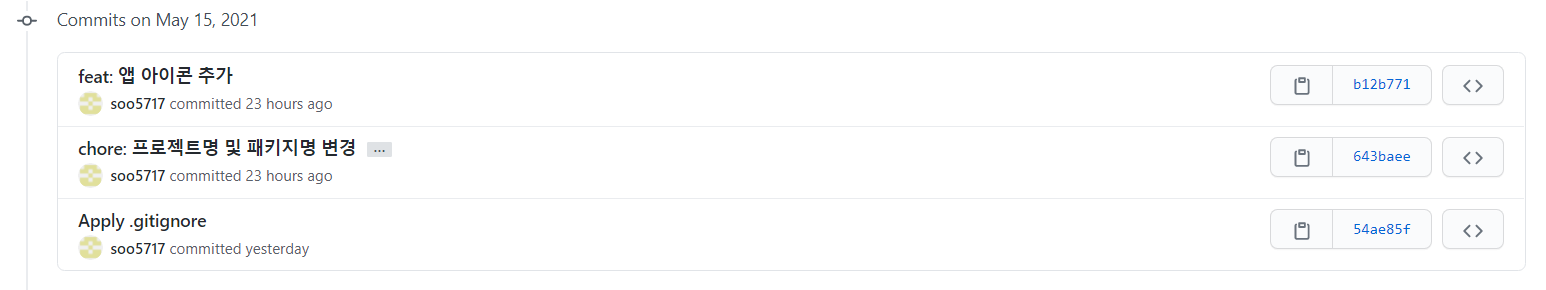 Commits on May 15, 2021
feat: 앱 아이콘 추가
soo5717 committed 23 hours ago
b12b771
chore: 프로젝트명 및 패키지명 변경 ...
soo5717 committed 23 hours ago
643baee
Apply .gitignore
soo5717 committed yesterday
54ae85f